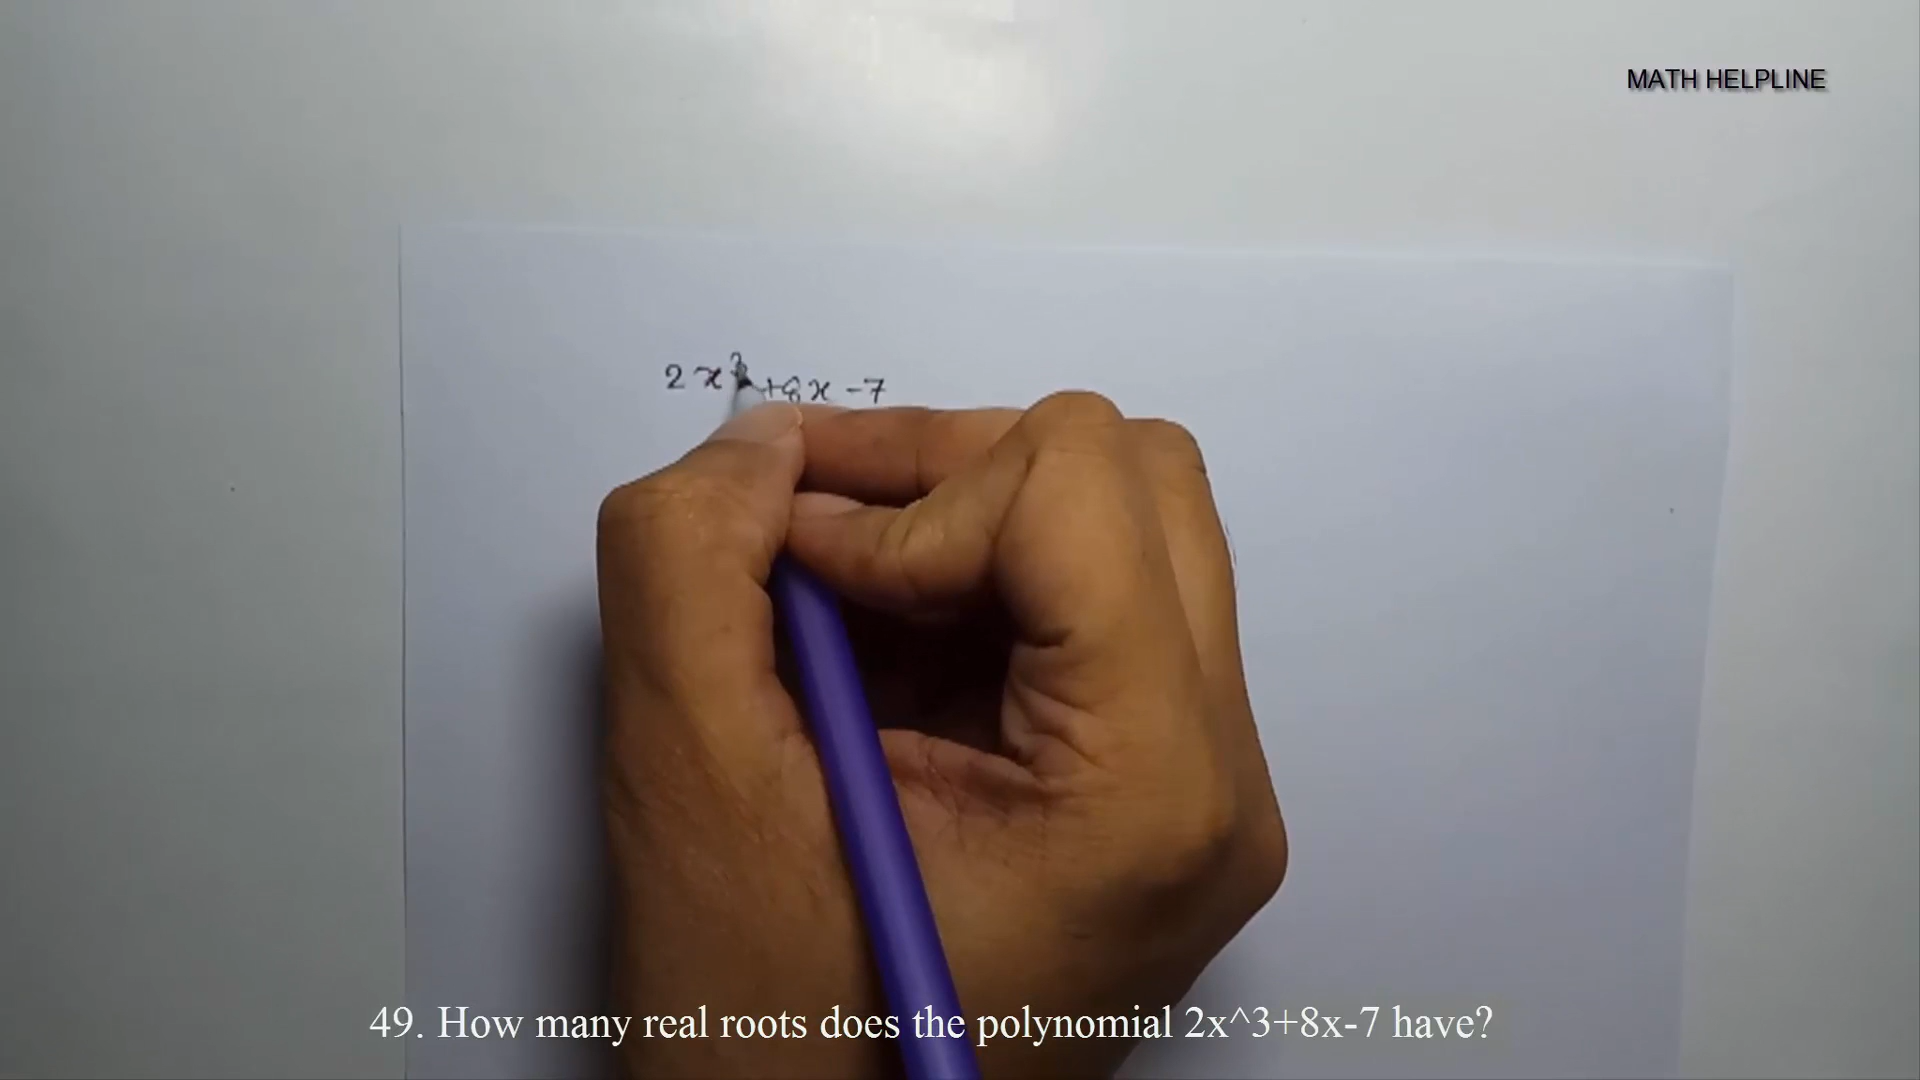 MATH HELPLINE
2x³+8x-7
49. How many real roots does the polynomial 2x^3+8x-7 have?